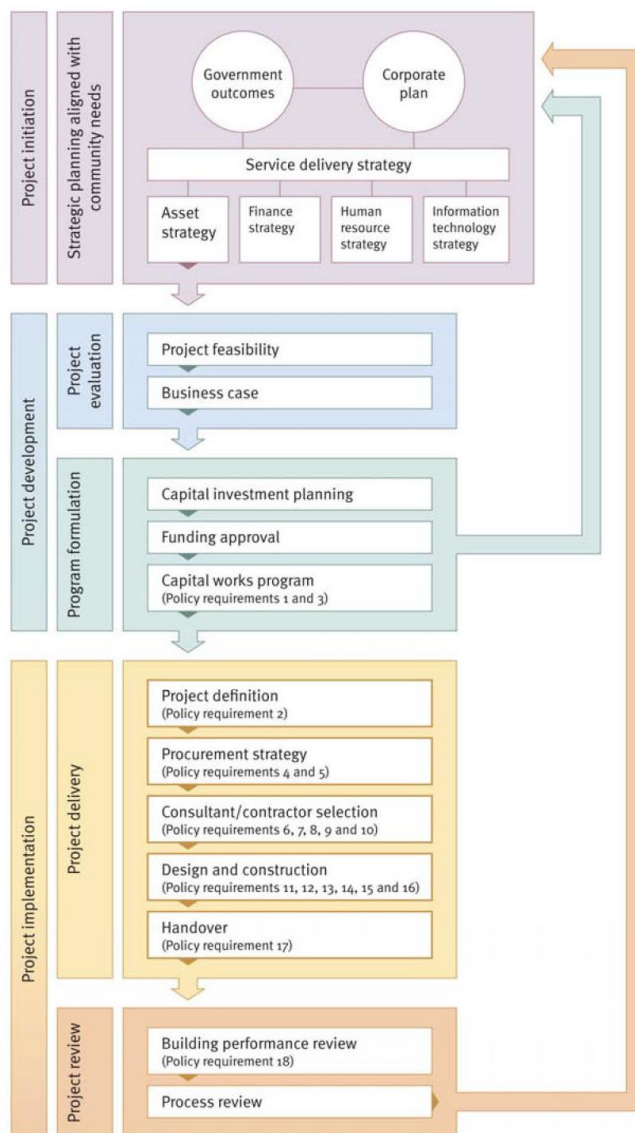 Project initiation
Strategic planning aligned with
community needs
Government
outcomes
Corporate
plan
Service delivery strategy
Asset
strategy
Finance
strategy
Human
resource
strategy
Information
technology
strategy
Project development
Project
evaluation
Project feasibility
Business case
Program formulation
Capital investment planning
Funding approval
Capital works program
(Policy requirements 1 and 3)
Project implementation
Project delivery
Project definition
(Policy requirement 2)
Procurement strategy
(Policy requirements 4 and 5)
Consultant/contractor selection
(Policy requirements 6, 7, 8, 9 and 10)
Design and construction
(Policy requirements 11, 12, 13, 14, 15 and 16)
Handover
(Policy requirement 17)
Project review
Building performance review
(Policy requirement 18)
Process review